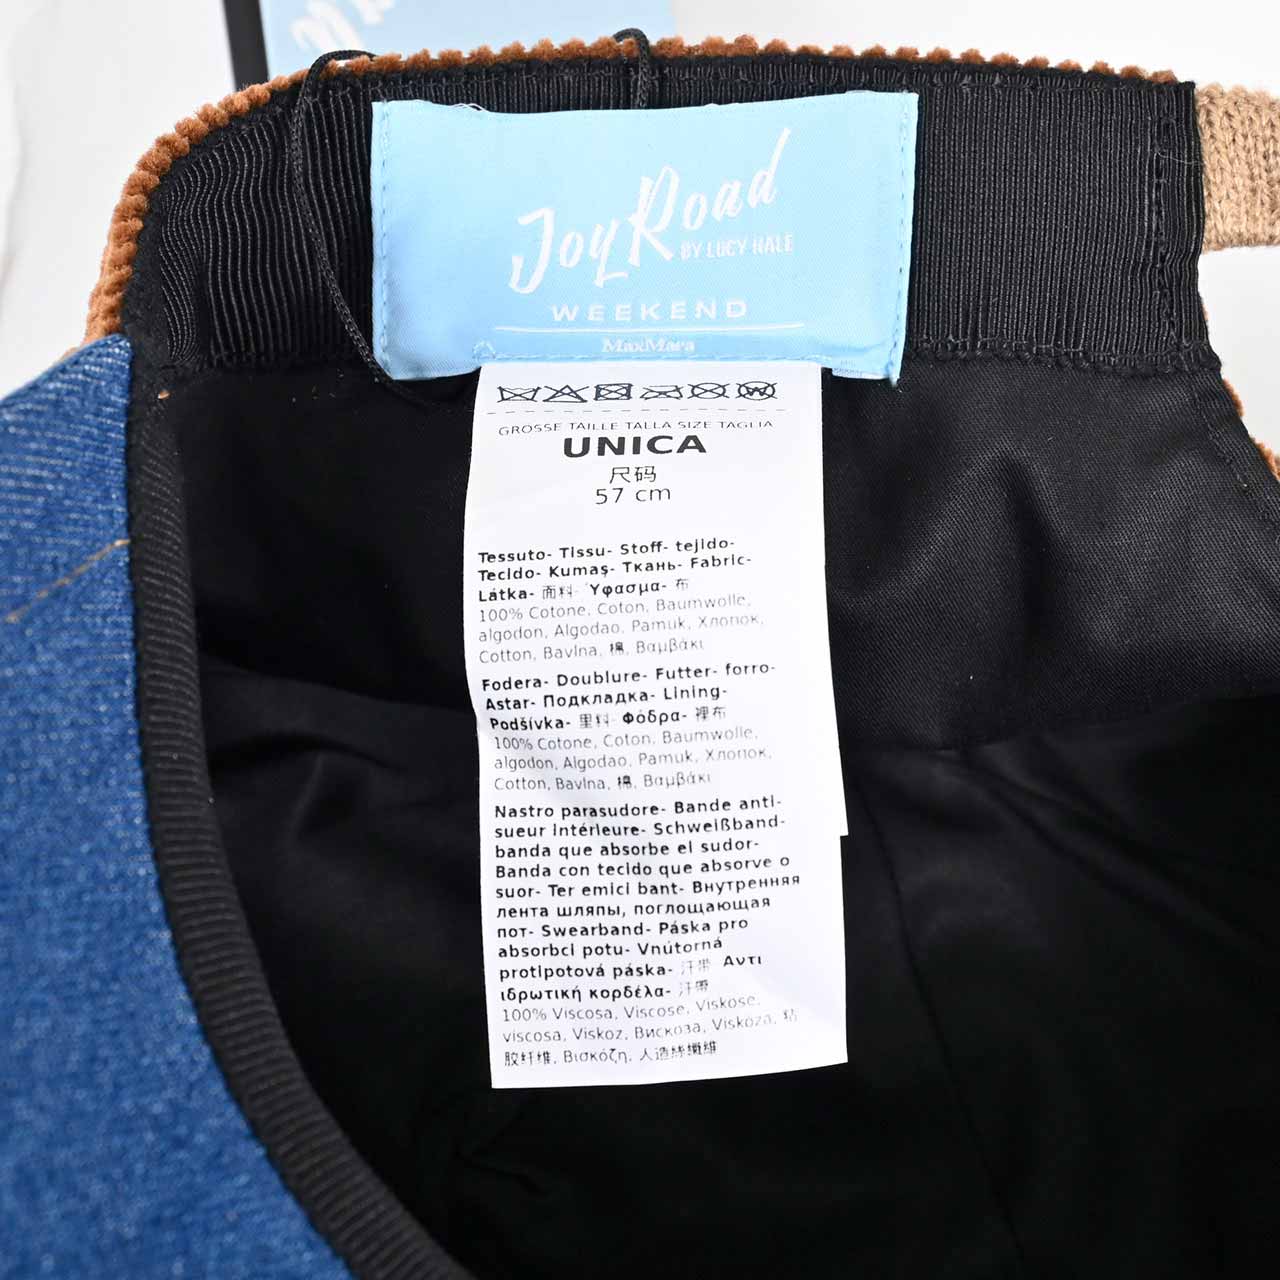 JoyRoad
BY LUCY HALE
WEEKEND
MaxMara
GROSSE TAILLE TALLA SIZE TAGLIA
UNICA
尺码
57 cm
Tessuto- Tissu- Stoff- tejido-
Tecido- Kumaş- Ткань- Fabric-
Látka- 面料- Ύφασμα- 布
100% Cotone, Coton, Baumwolle,
algodon, Algodao, Pamuk, Хлопок,
Cotton, Bavlna, 棉, Βαμβάκι
Fodera- Doublure- Futter- forro-
Astar- Подкладка- Lining-
Podšívka- 里料- Φόδρα- 裡布
100% Cotone, Coton, Baumwolle,
algodon, Algodao, Pamuk, Хлопок,
Cotton, Bavlna, 棉, Βαμβάκι
Nastro parasudore- Bande anti-
sueur intérieure- Schweißband-
banda que absorbe el sudor-
Banda con tecido que absorve o
suor- Ter emici bant- Внутренняя
лента шляпы, поглощающая
пот- Swearband- Páska pro
absorbci potu- Vnútorná
protipotová páska- 汗带 Αντι
ιδρωτική κορδέλα- 汗帶
100% Viscosa, Viscose, Viskose,
viscosa, Viskoz, Вискоза, Viskóza, 粘
胶纤维, Βισκόζη, 人造絲纖維